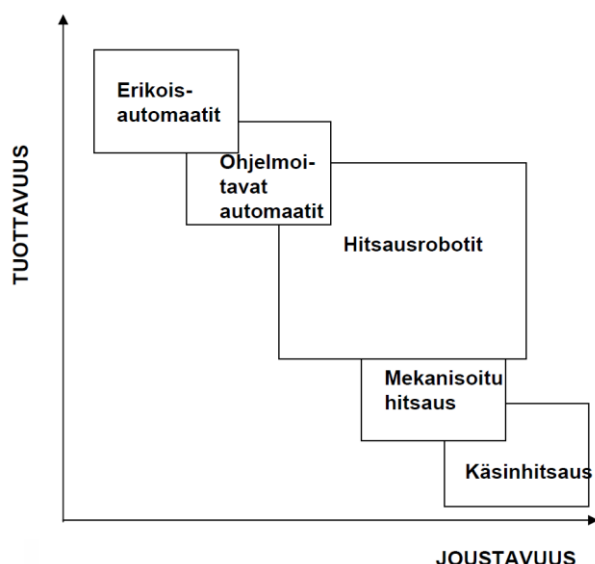 TUOTTAVUUS
Erikois-
automaatit
Ohjelmoi-
tavat
automaatit
Hitsausrobotit
Mekanisoitu
hitsaus
Käsinhitsaus
JOUSTAVUUS